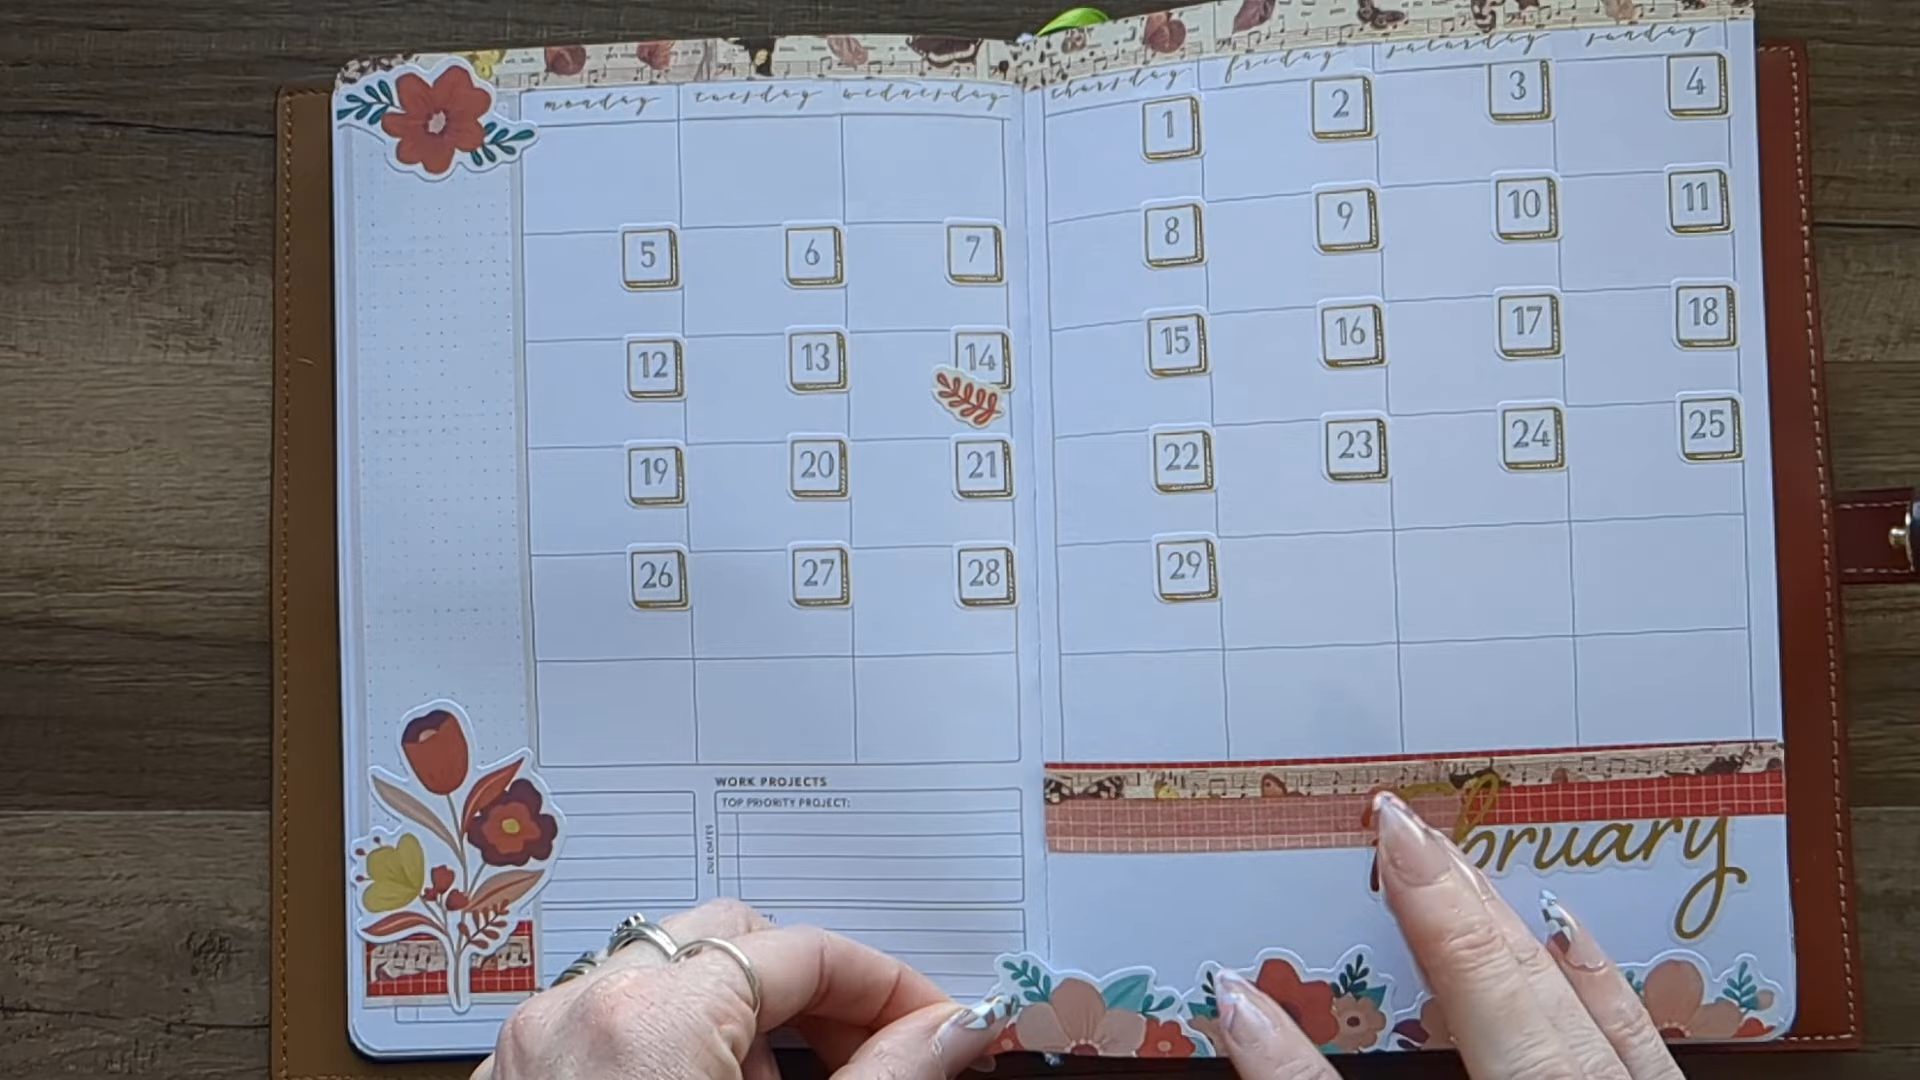 monday tuesday wednesday thursday friday saturday sunday
1 2 3 4
5 6 7 8 9 10 11
12 13 14 15 16 17 18
19 20 21 22 23 24 25
26 27 28 29
WORK PROJECTS
TOP PRIORITY PROJECT:
DUE DATES
bruary